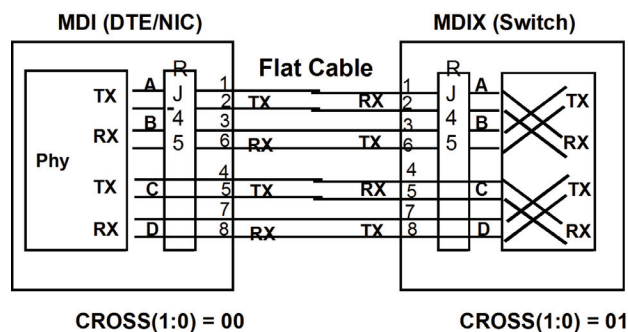 MDI (DTE/NIC)
MDIX (Switch)
Flat Cable
R
J
4
5
R
J
4
5
Phy
TX
RX
TX
RX
A
B
C
D
1
2
3
6
4
5
7
8
TX
RX
TX
RX
RX
TX
RX
TX
1
2
3
6
4
5
7
8
A
B
C
D
TX
RX
TX
RX
CROSS(1:0) = 00
CROSS(1:0) = 01